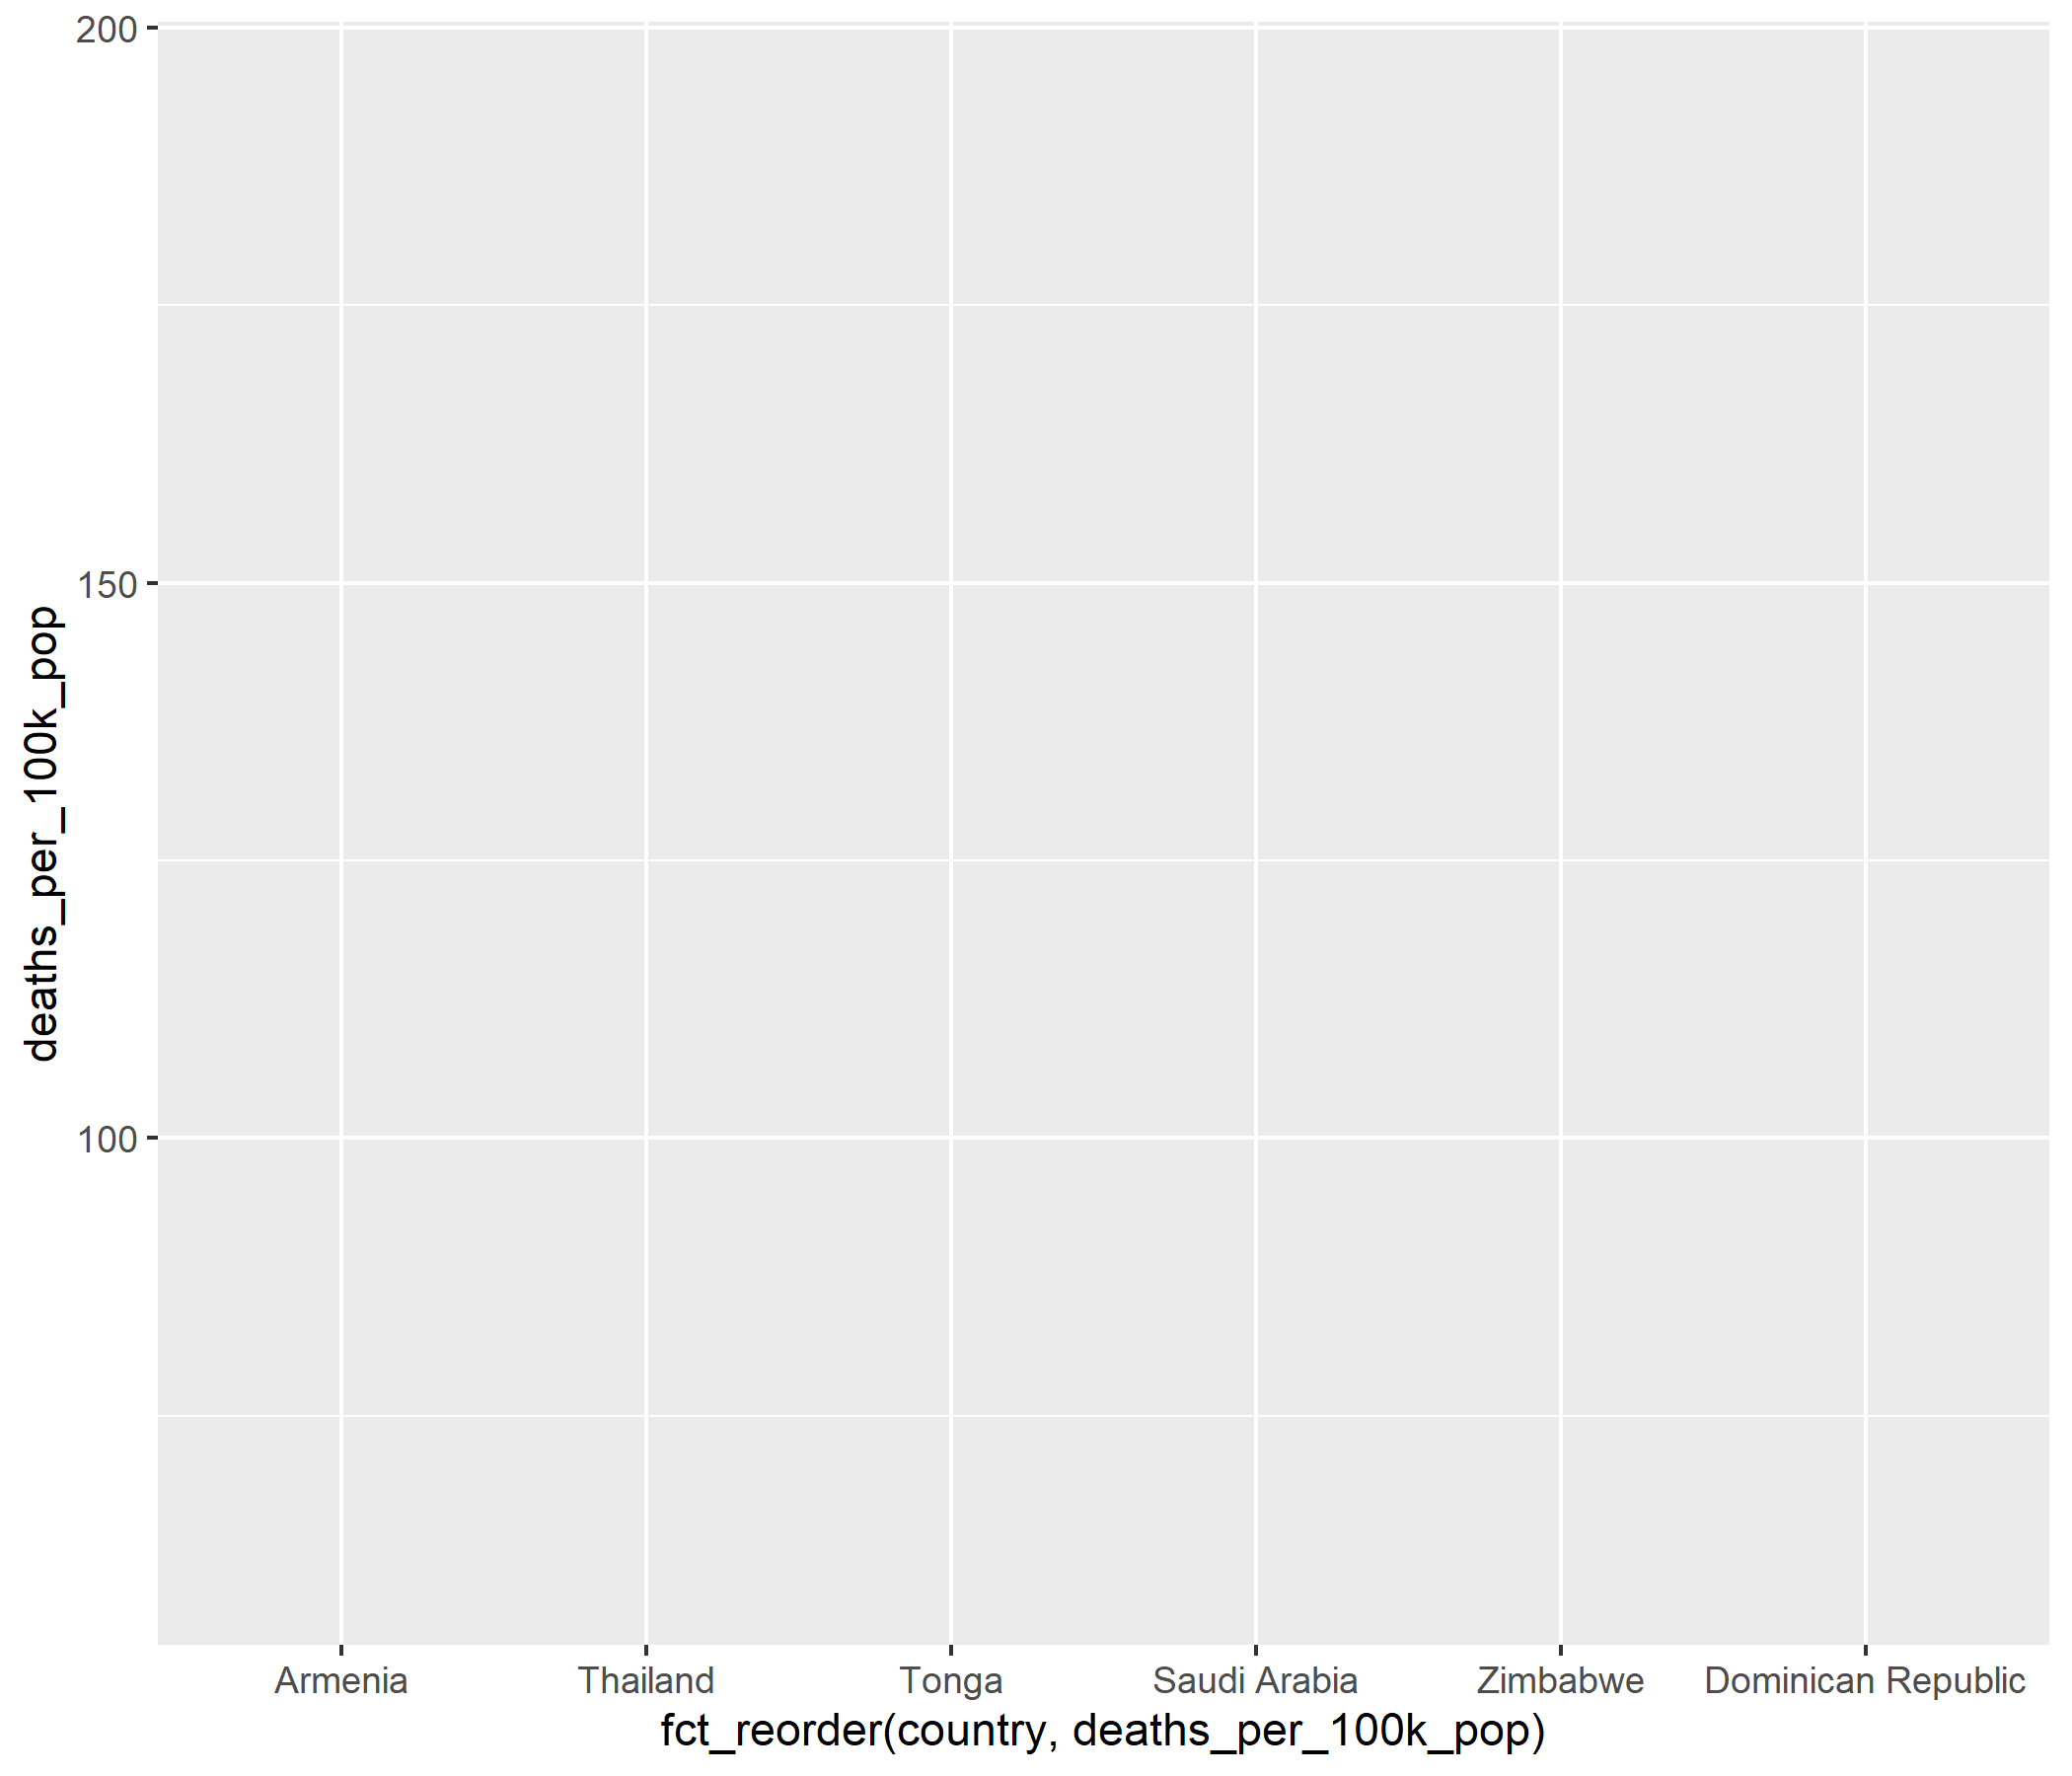 200
150
100
deaths_per_100k_pop
Armenia Thailand Tonga Saudi Arabia Zimbabwe Dominican Republic
fct_reorder(country, deaths_per_100k_pop)